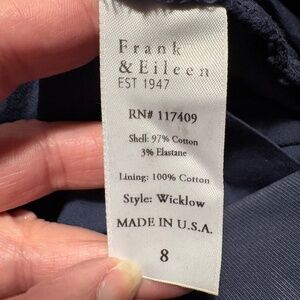 Frank
& Eileen
EST 1947
RN# 117409
Shell: 97% Cotton
3% Elastane
Lining: 100% Cotton
Style: Wicklow
MADE IN U.S.A.
8